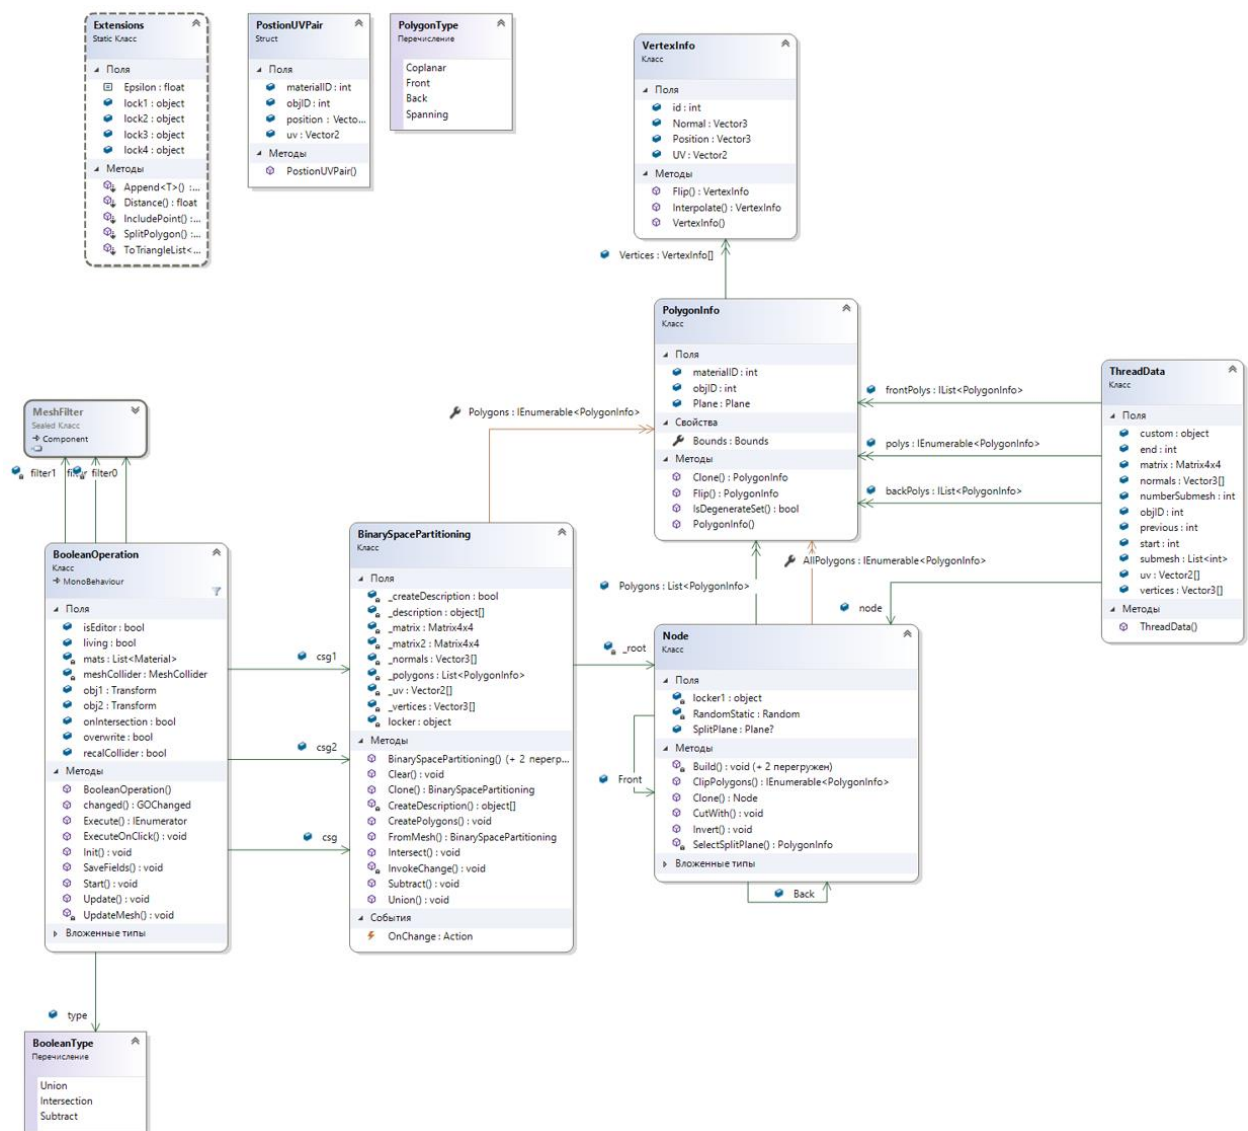 Extensions
Static Класс
Поля
Epsilon : float
lock1 : object
lock2 : object
lock3 : object
lock4 : object
Методы
Append<T>() :...
Distance() : float
IncludePoint() :...
SplitPolygon() :...
ToTriangleList<...
PostionUVPair
Struct
Поля
materialID : int
objID : int
position : Vecto...
uv : Vector2
Методы
PostionUVPair()
PolygonType
Перечисление
Coplanar
Front
Back
Spanning
VertexInfo
Класс
Поля
id : int
Normal : Vector3
Position : Vector3
UV : Vector2
Методы
Flip() : VertexInfo
Interpolate() : VertexInfo
VertexInfo()
Vertices : VertexInfo[]
PolygonInfo
Класс
Поля
materialID : int
objID : int
Plane : Plane
Свойства
Bounds : Bounds
Методы
Clone() : PolygonInfo
Flip() : PolygonInfo
IsDegenerateSet() : bool
PolygonInfo()
frontPolys : IList<PolygonInfo>
polys : IEnumerable<PolygonInfo>
backPolys : IList<PolygonInfo>
ThreadData
Класс
Поля
custom : object
end : int
matrix : Matrix4x4
normals : Vector3[]
numberSubmesh : int
objID : int
previous : int
start : int
submesh : List<int>
uv : Vector2[]
vertices : Vector3[]
Методы
ThreadData()
MeshFilter
Sealed Класс
Component
filter1
filter0
Polygons : IEnumerable<PolygonInfo>
BooleanOperation
Класс
MonoBehaviour
Поля
isEditor : bool
living : bool
mats : List<Material>
meshCollider : MeshCollider
obj1 : Transform
obj2 : Transform
onIntersection : bool
overwrite : bool
recalCollider : bool
Методы
BooleanOperation()
changed() : GOChanged
Execute() : IEnumerator
ExecuteOnClick() : void
Init() : void
SaveFields() : void
Start() : void
Update() : void
UpdateMesh() : void
Вложенные типы
csg1
csg2
csg
BinarySpacePartitioning
Класс
Поля
_createDescription : bool
_description : object[]
_matrix : Matrix4x4
_matrix2 : Matrix4x4
_normals : Vector3[]
_polygons : List<PolygonInfo>
_uv : Vector2[]
_vertices : Vector3[]
locker : object
Методы
BinarySpacePartitioning() (+ 2 перегр...
Clear() : void
Clone() : BinarySpacePartitioning
CreateDescription() : object[]
CreatePolygons() : void
FromMesh() : BinarySpacePartitioning
Intersect() : void
InvokeChange() : void
Subtract() : void
Union() : void
События
OnChange : Action
Polygons : List<PolygonInfo>
AllPolygons : IEnumerable<PolygonInfo>
node
_root
Node
Класс
Поля
locker1 : object
RandomStatic : Random
SplitPlane : Plane?
Методы
Build() : void (+ 2 перегружен)
ClipPolygons() : IEnumerable<PolygonInfo>
Clone() : Node
CutWith() : void
Invert() : void
SelectSplitPlane() : PolygonInfo
Вложенные типы
Front
Back
type
BooleanType
Перечисление
Union
Intersection
Subtract